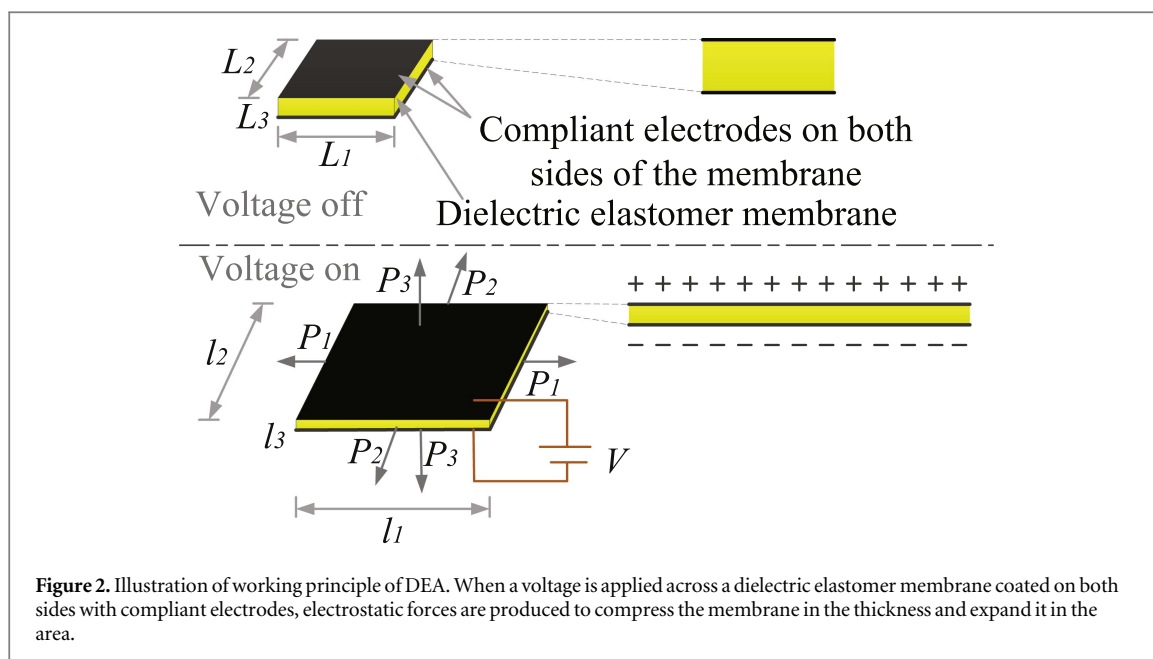 L2
L3
L1
Compliant electrodes on both
sides of the membrane
Dielectric elastomer membrane
Voltage off
Voltage on
P3
P2
+ + + + + + + + + + + + +
l2
P1
P1
− − − − − − − − − − − − −
l3
P2
P3
V
l1
Figure 2. Illustration of working principle of DEA. When a voltage is applied across a dielectric elastomer membrane coated on both
sides with compliant electrodes, electrostatic forces are produced to compress the membrane in the thickness and expand it in the
area.